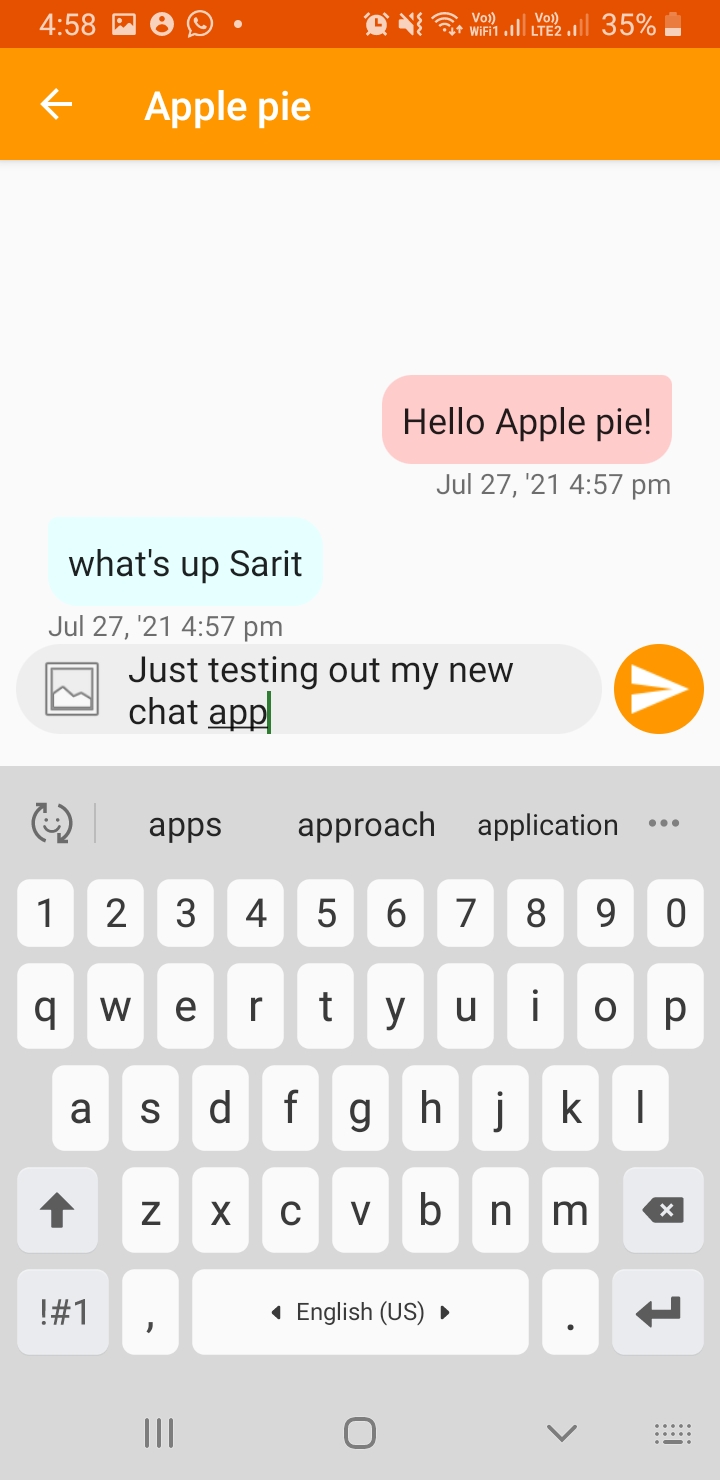 4:58 Vo)) WiFi1 Vo)) LTE2 35%
Apple pie
Hello Apple pie!
Jul 27, '21 4:57 pm
what's up Sarit
Jul 27, '21 4:57 pm
Just testing out my new
chat app
apps approach application
1 2 3 4 5 6 7 8 9 0
q w e r t y u i o p
a s d f g h j k l
z x c v b n m
!#1 , English (US) .